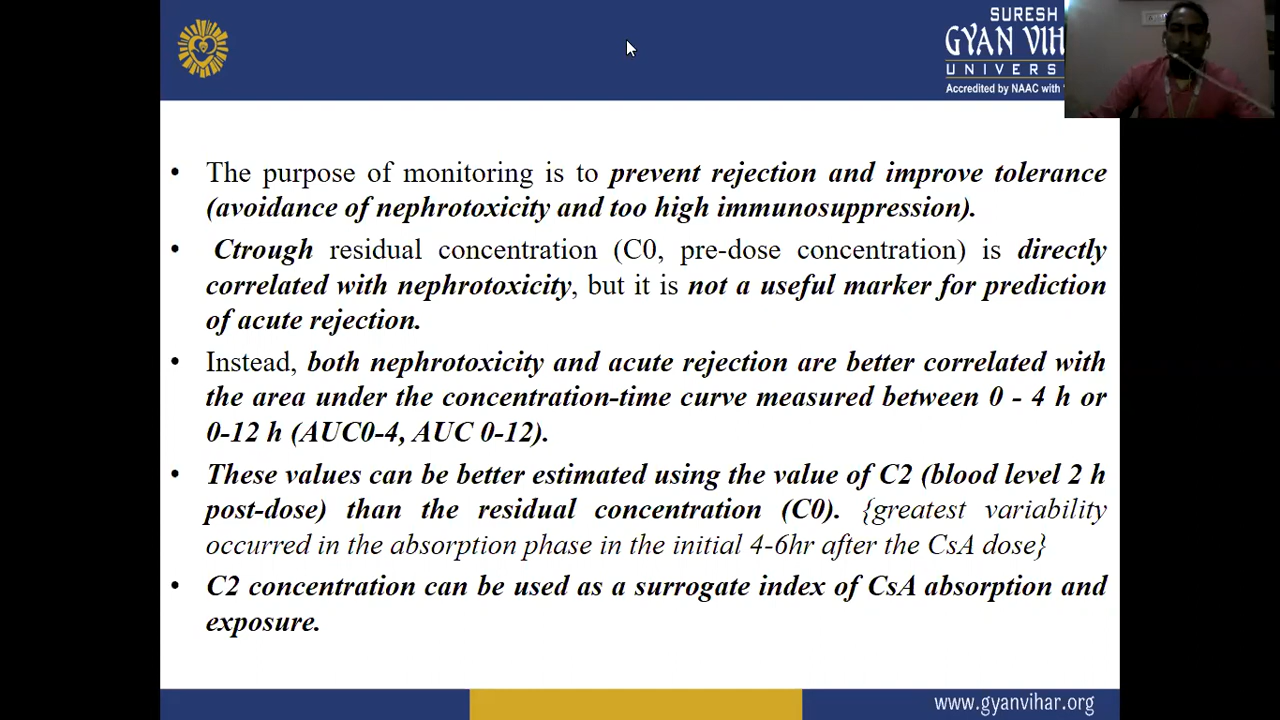 SURESH
GYAN VIH
UNIVERS
Accredited by NAAC with
• The purpose of monitoring is to prevent rejection and improve tolerance
(avoidance of nephrotoxicity and too high immunosuppression).
• Ctrough residual concentration (C0, pre-dose concentration) is directly
correlated with nephrotoxicity, but it is not a useful marker for prediction
of acute rejection.
• Instead, both nephrotoxicity and acute rejection are better correlated with
the area under the concentration-time curve measured between 0 - 4 h or
0-12 h (AUC0-4, AUC 0-12).
• These values can be better estimated using the value of C2 (blood level 2 h
post-dose) than the residual concentration (C0). {greatest variability
occurred in the absorption phase in the initial 4-6hr after the CsA dose}
• C2 concentration can be used as a surrogate index of CsA absorption and
exposure.
www.gyanvihar.org